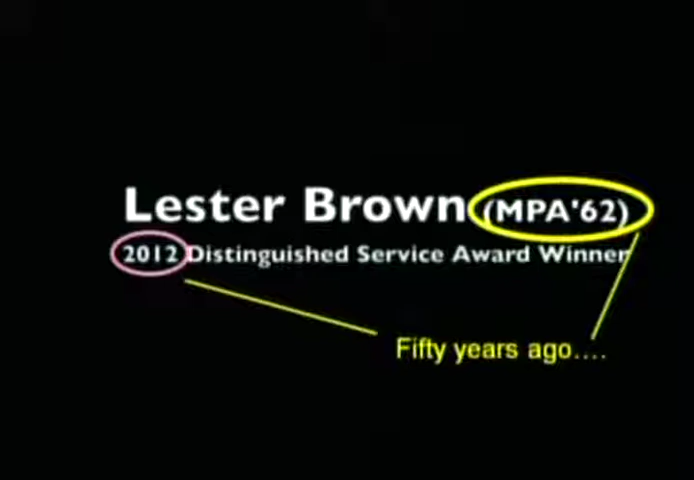 Lester Brown (MPA'62)
2012 Distinguished Service Award Winner
Fifty years ago....